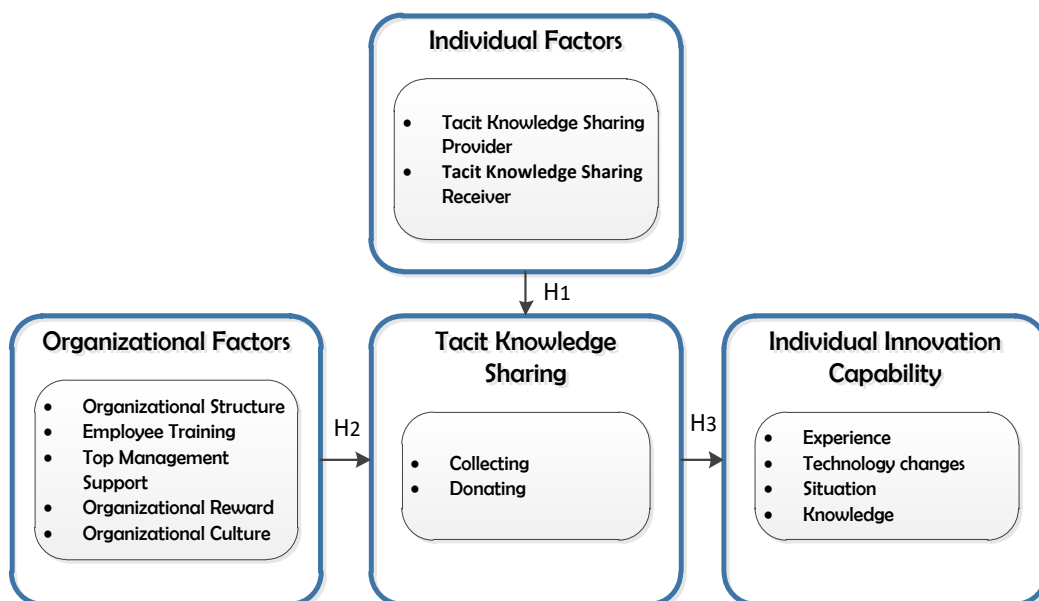 Individual Factors
• Tacit Knowledge Sharing
Provider
• Tacit Knowledge Sharing
Receiver
H1
Organizational Factors
• Organizational Structure
• Employee Training
• Top Management
Support
• Organizational Reward
• Organizational Culture
H2
Tacit Knowledge
Sharing
• Collecting
• Donating
H3
Individual Innovation
Capability
• Experience
• Technology changes
• Situation
• Knowledge